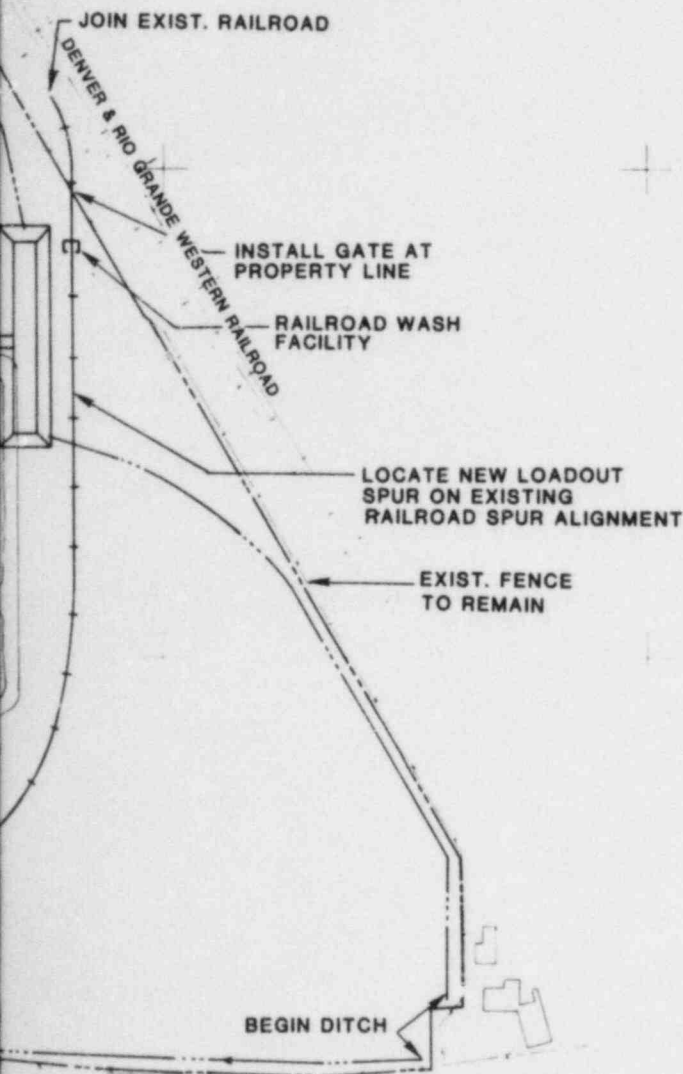 JOIN EXIST. RAILROAD
DENVER & RIO GRANDE WESTERN RAILROAD
INSTALL GATE AT
PROPERTY LINE
RAILROAD WASH
FACILITY
LOCATE NEW LOADOUT
SPUR ON EXISTING
RAILROAD SPUR ALIGNMENT
EXIST. FENCE
TO REMAIN
BEGIN DITCH